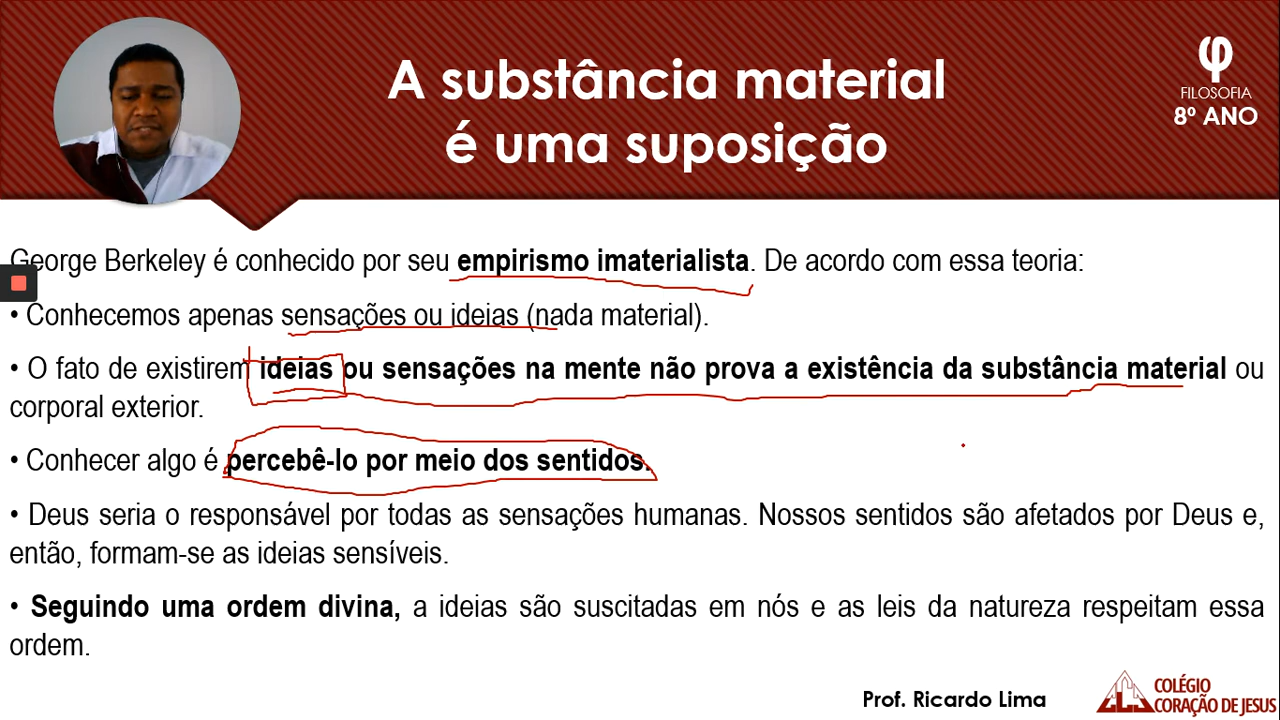 A substância material
é uma suposição
φ
FILOSOFIA
8º ANO
George Berkeley é conhecido por seu empirismo imaterialista. De acordo com essa teoria:
• Conhecemos apenas sensações ou ideias (nada material).
• O fato de existirem ideias ou sensações na mente não prova a existência da substância material ou
corporal exterior.
• Conhecer algo é percebê-lo por meio dos sentidos.
• Deus seria o responsável por todas as sensações humanas. Nossos sentidos são afetados por Deus e,
então, formam-se as ideias sensíveis.
• Seguindo uma ordem divina, a ideias são suscitadas em nós e as leis da natureza respeitam essa
ordem.
Prof. Ricardo Lima
COLÉGIO
CORAÇÃO DE JESUS